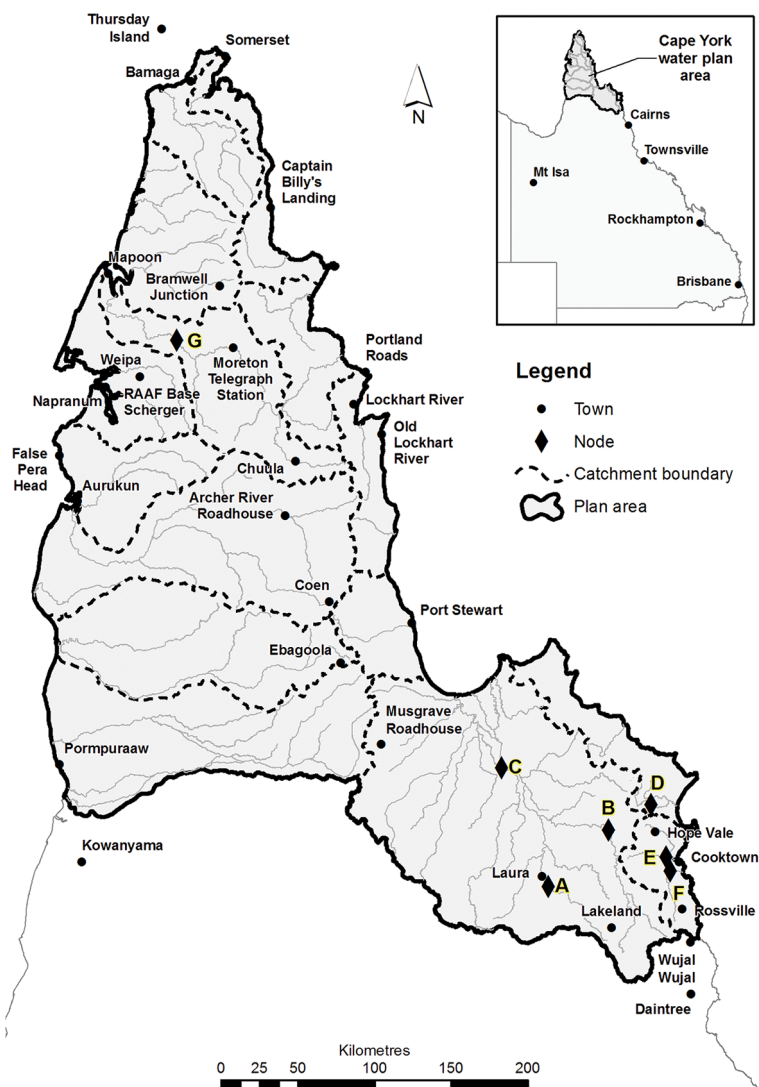 Thursday
Island
Somerset
Bamaga
N
Captain
Billy's
Landing
Mapoon
Bramwell
Junction
G
Weipa
Moreton
Telegraph
Station
RAAF Base
Scherger
Napranum
Portland
Roads
Lockhart River
Old
Lockhart
River
False
Pera
Head
Chuula
Aurukun
Archer River
Roadhouse
Coen
Port Stewart
Ebagoola
Musgrave
Roadhouse
Pormpuraaw
C
D
B
Hope Vale
Kowanyama
E
Cooktown
Laura
A
F
Lakeland
Rossville
Wujal
Wujal
Daintree
Kilometres
0 25 50 100 150 200
Cape York
water plan
area
Cairns
Townsville
Mt Isa
Rockhampton
Brisbane
Legend
Town
Node
Catchment boundary
Plan area